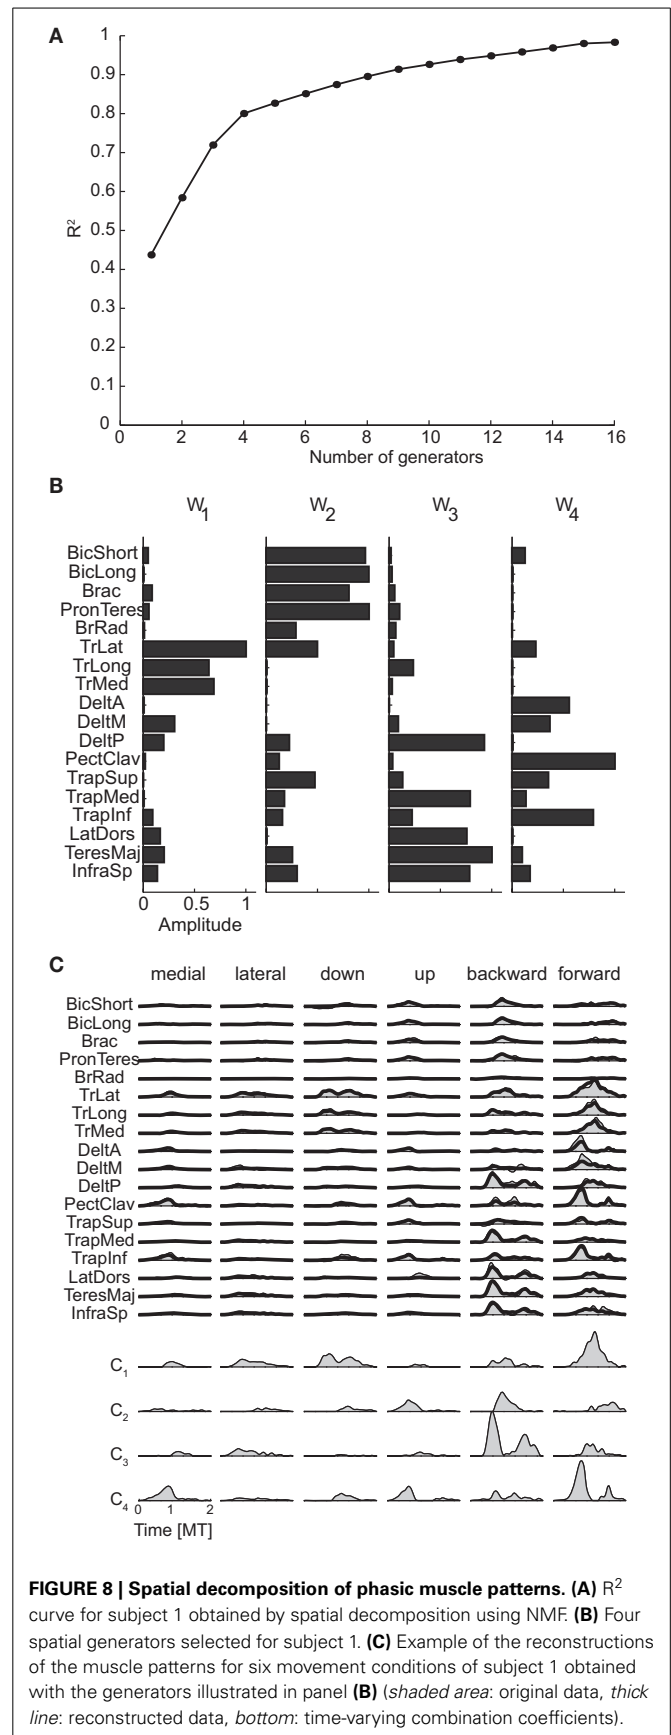 A
1
0.9
0.8
0.7
0.6
0.5
0.4
0.3
0.2
0.1
0
R²
0 2 4 6 8 10 12 14 16
Number of generators
B
W₁ W₂ W₃ W₄
BicShort
BicLong
Brac
PronTeres
BrRad
TrLat
TrLong
TrMed
DeltA
DeltM
DeltP
PectClav
TrapSup
TrapMed
TrapInf
LatDors
TeresMaj
InfraSp
0 0.5 1
Amplitude
C
medial lateral down up backward forward
BicShort
BicLong
Brac
PronTeres
BrRad
TrLat
TrLong
TrMed
DeltA
DeltM
DeltP
PectClav
TrapSup
TrapMed
TrapInf
LatDors
TeresMaj
InfraSp
C₁
C₂
C₃
C₄
0 1 2
Time [MT]
FIGURE 8 | Spatial decomposition of phasic muscle patterns. (A) R²
curve for subject 1 obtained by spatial decomposition using NMF. (B) Four
spatial generators selected for subject 1. (C) Example of the reconstructions
of the muscle patterns for six movement conditions of subject 1 obtained
with the generators illustrated in panel (B) (shaded area: original data, thick
line: reconstructed data, bottom: time-varying combination coefficients).